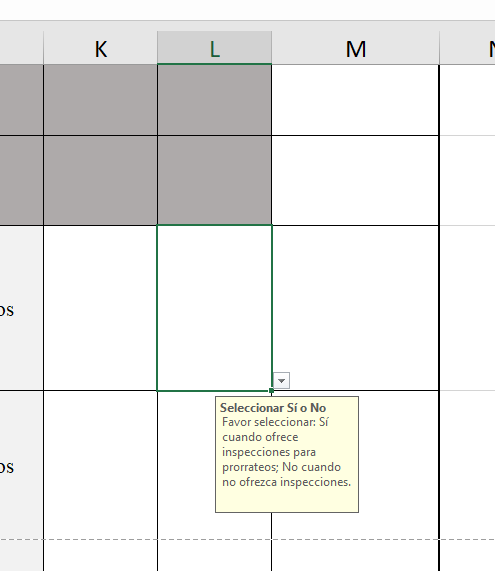 K L M N
os
Seleccionar Sí o No
Favor seleccionar: Sí
cuando ofrece
inspecciones para
prorrateos; No cuando
no ofrezca inspecciones.
os